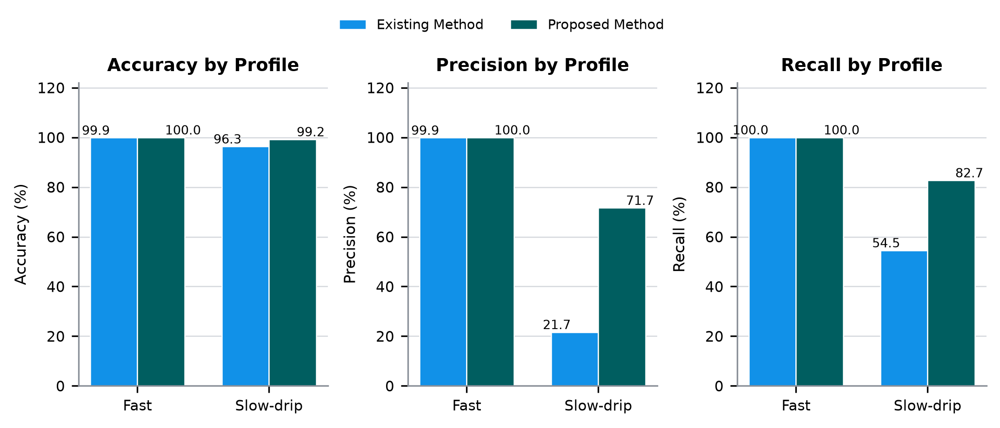 Existing Method Proposed Method
Accuracy by Profile
Accuracy (%)
120
100
80
60
40
20
0
99.9 100.0 96.3 99.2
Fast Slow-drip
Precision by Profile
Precision (%)
120
100
80
60
40
20
0
99.9 100.0 21.7 71.7
Fast Slow-drip
Recall by Profile
Recall (%)
120
100
80
60
40
20
0
100.0 100.0 54.5 82.7
Fast Slow-drip